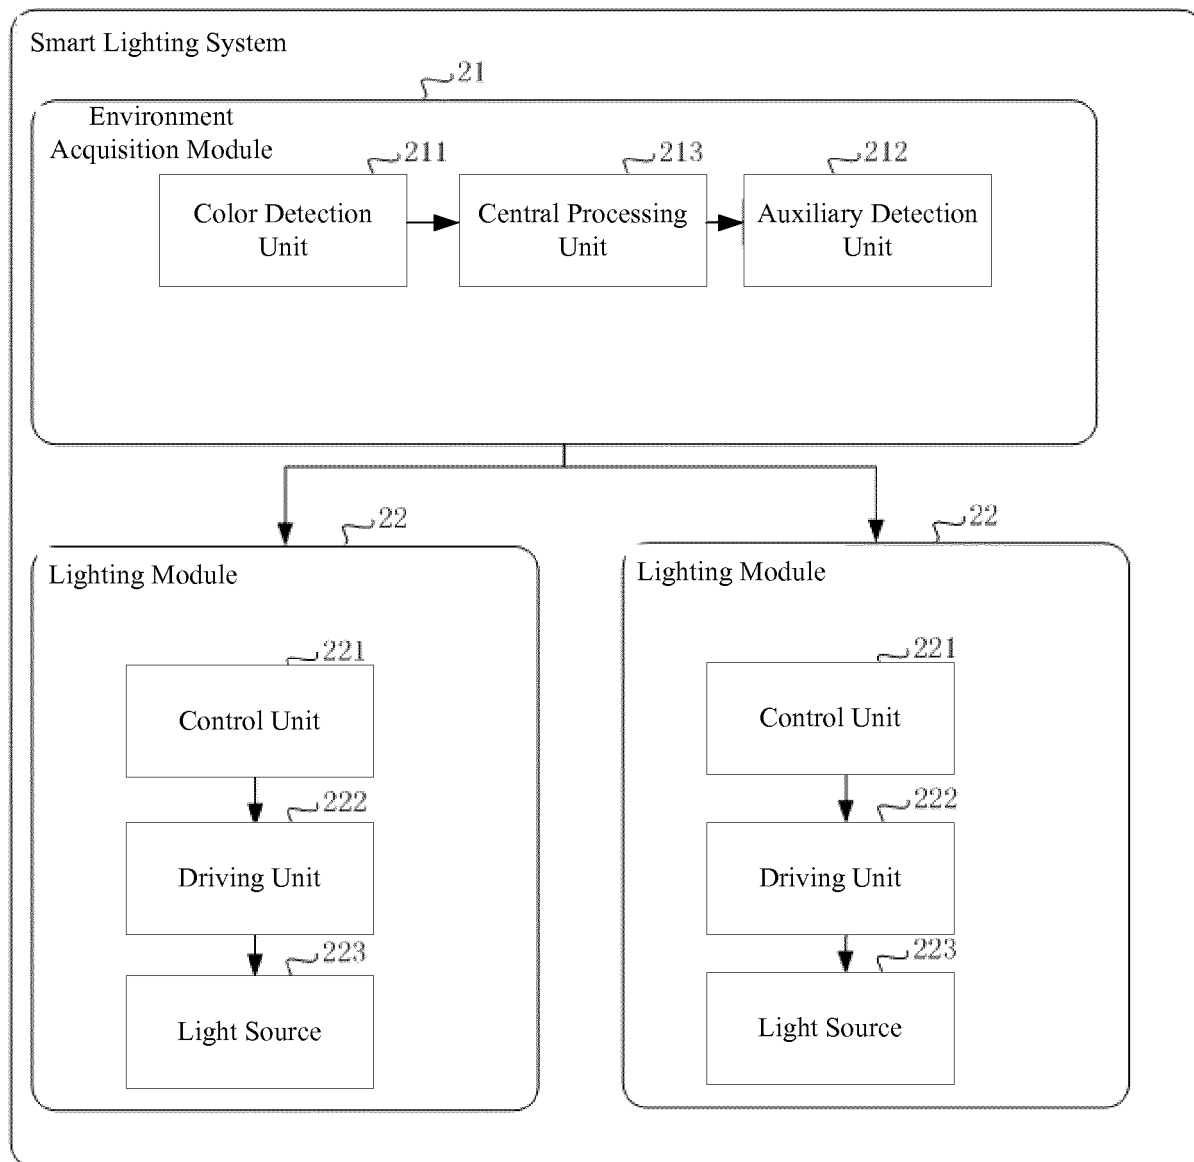 Smart Lighting System
21
Environment
Acquisition Module
211
213
212
Color Detection
Unit
Central Processing
Unit
Auxiliary Detection
Unit
22
22
Lighting Module
Lighting Module
221
221
Control Unit
Control Unit
222
222
Driving Unit
Driving Unit
223
223
Light Source
Light Source